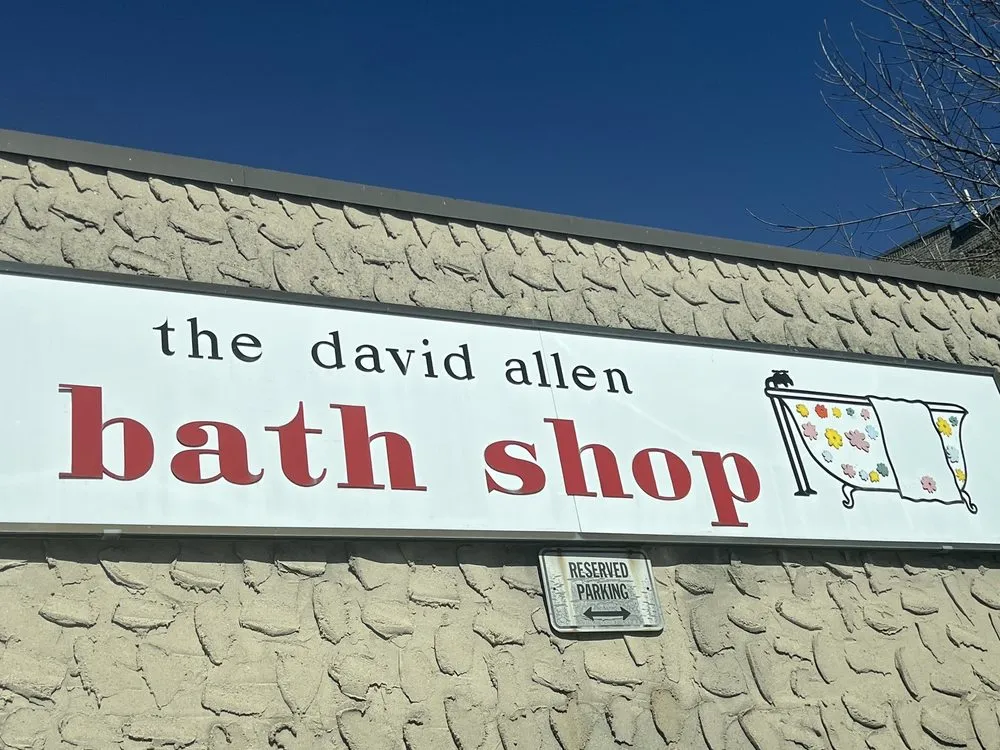 the david allen
bath shop
RESERVED
PARKING